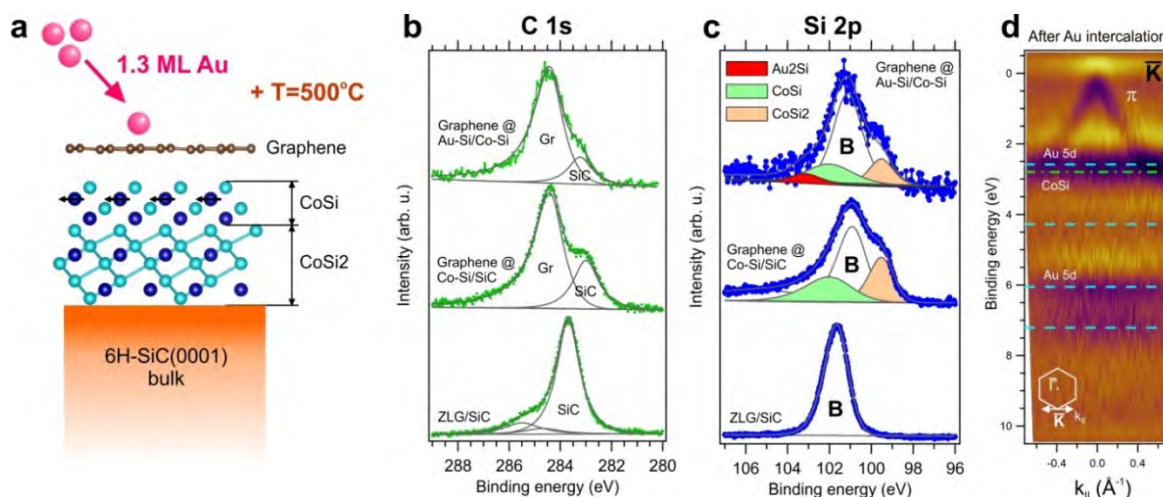 a
1.3 ML Au
+ T=500°C
Graphene
CoSi
CoSi2
6H-SiC(0001)
bulk
b
C 1s
Graphene @
Au-Si/Co-Si
Gr
SiC
Graphene @
Co-Si/SiC
Gr
SiC
ZLG/SiC
SiC
Intensity (arb. u.)
288 286 284 282 280
Binding energy (eV)
c
Si 2p
Au2Si
CoSi
CoSi2
Graphene @
Au-Si/Co-Si
B
Graphene @
Co-Si/SiC
B
ZLG/SiC
B
Intensity (arb. u.)
106 104 102 100 98 96
Binding energy (eV)
d
After Au intercalation
K̅
π
Au 5d
CoSi
Au 5d
Γ̅
K̅
k||
Binding energy (eV)
0
2
4
6
8
10
-0.4 0.0 0.4
k|| (Å⁻¹)